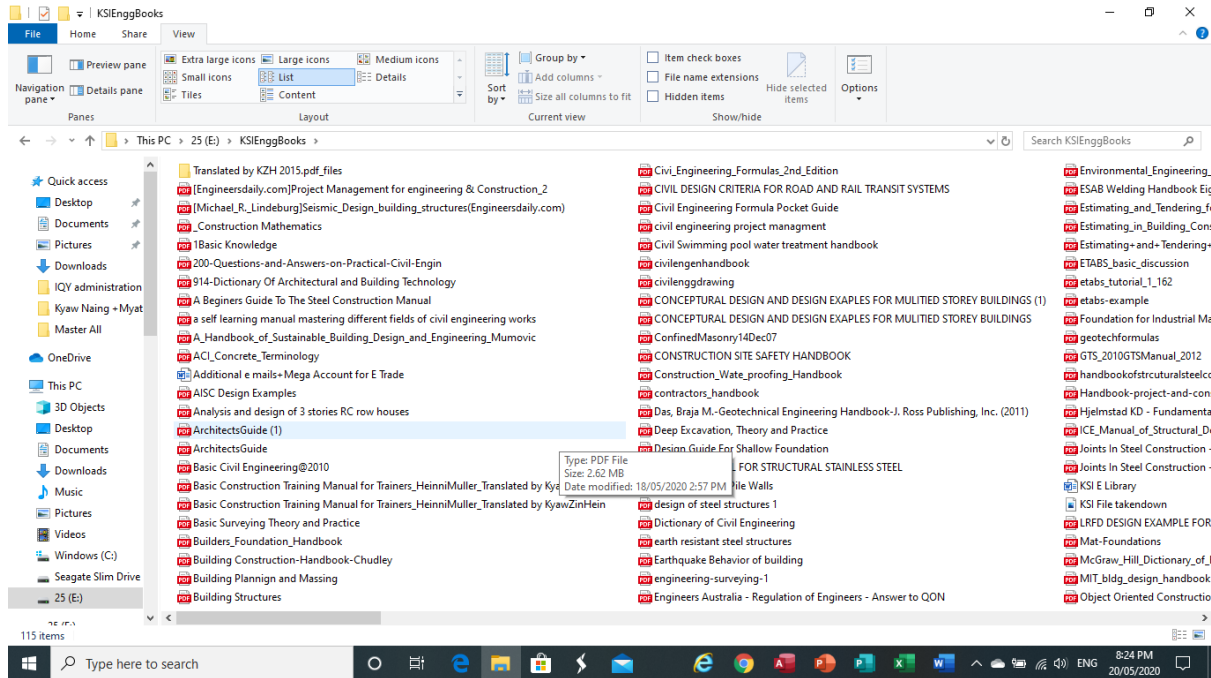 KSIEnggBooks
File Home Share View
Preview pane
Navigation pane
Details pane
Panes
Extra large icons Large icons Medium icons
Small icons List Details
Tiles Content
Layout
Sort by
Group by
Add columns
Size all columns to fit
Current view
Item check boxes
File name extensions
Hidden items
Hide selected items
Options
Show/hide
This PC > 25 (E:) > KSIEnggBooks >
Search KSIEnggBooks
Quick access
Desktop
Documents
Pictures
Downloads
IQY administration
Kyaw Naing +Myat
Master All
OneDrive
This PC
3D Objects
Desktop
Documents
Downloads
Music
Pictures
Videos
Windows (C:)
Seagate Slim Drive
25 (E:)
Translated by KZH 2015.pdf_files
[Engineersdaily.com]Project Management for engineering & Construction_2
[Michael_R._Lindeburg]Seismic_Design_building_structures(Engineersdaily.com)
_Construction Mathematics
1Basic Knowledge
200-Questions-and-Answers-on-Practical-Civil-Engin
914-Dictionary Of Architectural and Building Technology
A Beginers Guide To The Steel Construction Manual
a self learning manual mastering different fields of civil engineering works
A_Handbook_of_Sustainable_Building_Design_and_Engineering_Mumovic
ACI_Concrete_Terminology
Additional e mails+Mega Account for E Trade
AISC Design Examples
Analysis and design of 3 stories RC row houses
ArchitectsGuide (1)
ArchitectsGuide
Basic Civil Engineering@2010
Basic Construction Training Manual for Trainers_HeinniMuller_Translated by
Basic Construction Training Manual for Trainers_HeinniMuller_Translated by KyawZinHein
Basic Surveying Theory and Practice
Builders_Foundation_Handbook
Building Construction-Handbook-Chudley
Building Plannign and Massing
Building Structures
Type: PDF File
Size: 2.62 MB
Date modified: 18/05/2020 2:57 PM
Civi_Engineering_Formulas_2nd_Edition
CIVIL DESIGN CRITERIA FOR ROAD AND RAIL TRANSIT SYSTEMS
Civil Engineering Formula Pocket Guide
civil engineering project managment
Civil Swimming pool water treatment handbook
civilengenhandbook
civilenggdrawing
CONCEPTURAL DESIGN AND DESIGN EXAPLES FOR MULITIED STOREY BUILDINGS (1)
CONCEPTURAL DESIGN AND DESIGN EXAPLES FOR MULITIED STOREY BUILDINGS
ConfinedMasonry14Dec07
CONSTRUCTION SITE SAFETY HANDBOOK
Construction_Wate_proofing_Handbook
contractors_handbook
Das, Braja M.-Geotechnical Engineering Handbook-J. Ross Publishing, Inc. (2011)
Deep Excavation, Theory and Practice
Design Guide For Shallow Foundation
FOR STRUCTURAL STAINLESS STEEL
Pile Walls
design of steel structures 1
Dictionary of Civil Engineering
earth resistant steel structures
Earthquake Behavior of building
engineering-surveying-1
Engineers Australia - Regulation of Engineers - Answer to QON
Environmental_Engineering_
ESAB Welding Handbook
Estimating_and_Tendering_
Estimating_in_Building_
Estimating+and+Tendering+
ETABS_basic_discussion
etabs_tutorial_1_162
etabs-example
Foundation for Industrial
geotechformulas
GTS_2010GTSManual_2012
handbookofstrcuturalsteelc
Handbook-project-and-con
Hjelmstad KD - Fundamenta
ICE_Manual_of_Structural_
Joints In Steel Construction -
Joints In Steel Construction -
KSI E Library
KSI File takendown
LRFD DESIGN EXAMPLE FOR
Mat-Foundations
McGraw_Hill_Dictionary_of_
MIT_bldg_design_handbook
Object Oriented Constructio
115 items
Type here to search
ENG
8:24 PM
20/05/2020